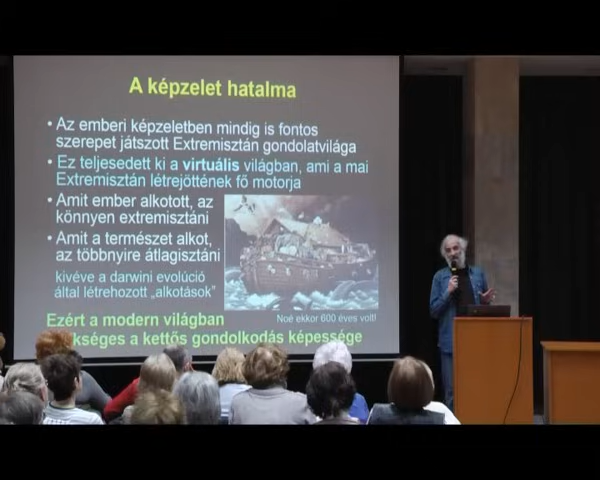 A képzelet hatalma
• Az emberi képzeletben mindig is fontos
szerepet játszott Extremisztán gondolatvilága
• Ez teljesedett ki a virtuális világban, ami a mai
Extremisztán létrejöttének fő motorja
• Amit ember alkotott, az
könnyen extremisztáni
• Amit a természet alkot,
az többnyire átlagisztáni
kivéve a darwini evolúció
által létrehozott „alkotások”
Noé ekkor 600 éves volt!
Ezért a modern világban
kséges a kettős gondolkodás képessége